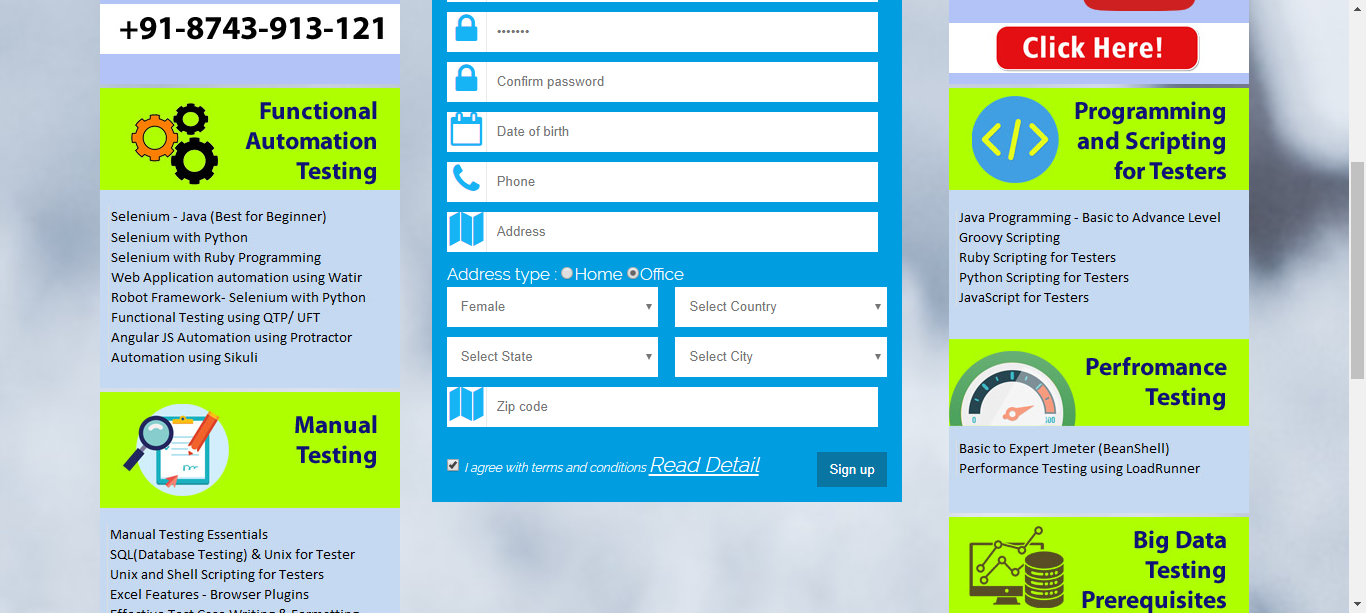 +91-8743-913-121
Functional
Automation
Testing
Selenium - Java (Best for Beginner)
Selenium with Python
Selenium with Ruby Programming
Web Application automation using Watir
Robot Framework- Selenium with Python
Functional Testing using QTP/ UFT
Angular JS Automation using Protractor
Automation using Sikuli
Manual
Testing
Manual Testing Essentials
SQL(Database Testing) & Unix for Tester
Unix and Shell Scripting for Testers
Excel Features - Browser Plugins
Effective Test Case Writing & Formatting
•••••••
Confirm password
Date of birth
Phone
Address
Address type : Home Office
Female Select Country
Select State Select City
Zip code
I agree with terms and conditions Read Detail Sign up
Click Here!
Programming
and Scripting
for Testers
Java Programming - Basic to Advance Level
Groovy Scripting
Ruby Scripting for Testers
Python Scripting for Testers
JavaScript for Testers
0 100
Perfromance
Testing
Basic to Expert Jmeter (BeanShell)
Performance Testing using LoadRunner
Big Data
Testing
Prerequisites